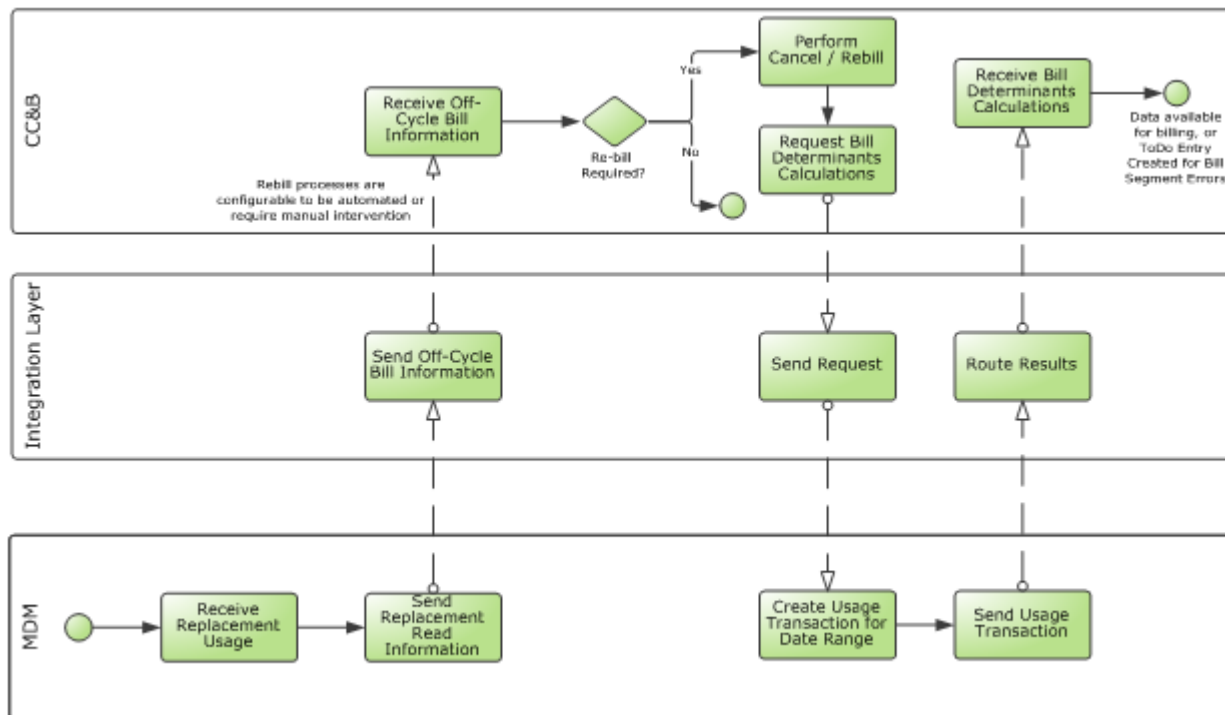 CC&B
Receive Off-
Cycle Bill
Information
Rebill processes are
configurable to be automated or
require manual intervention
Re-bill
Required?
Yes
No
Perform
Cancel / Rebill
Request Bill
Determinants
Calculations
Receive Bill
Determinants
Calculations
Data available
for billing, or
ToDo Entry
Created for Bill
Segment Errors
Integration Layer
Send Off-Cycle
Bill Information
Send Request
Route Results
MDM
Receive
Replacement
Usage
Send
Replacement
Read
Information
Create Usage
Transaction for
Date Range
Send Usage
Transaction